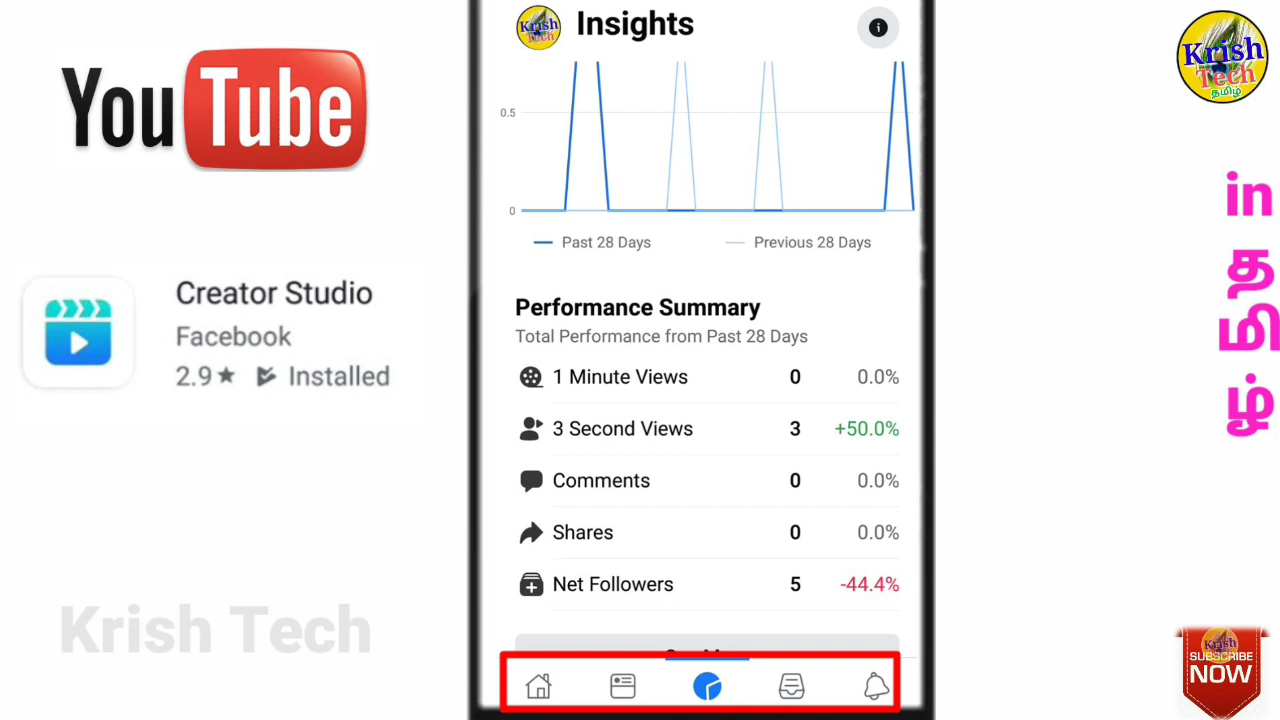 YouTube
Creator Studio
Facebook
2.9★ Installed
Krish Tech
Krish
Tech
Insights
0.5
0
Past 28 Days
Previous 28 Days
Performance Summary
Total Performance from Past 28 Days
1 Minute Views 0 0.0%
3 Second Views 3 +50.0%
Comments 0 0.0%
Shares 0 0.0%
Net Followers 5 -44.4%
Krish
Tech
தமிழ்
in
த
மி
ழ்
Krish
SUBSCRIBE
NOW